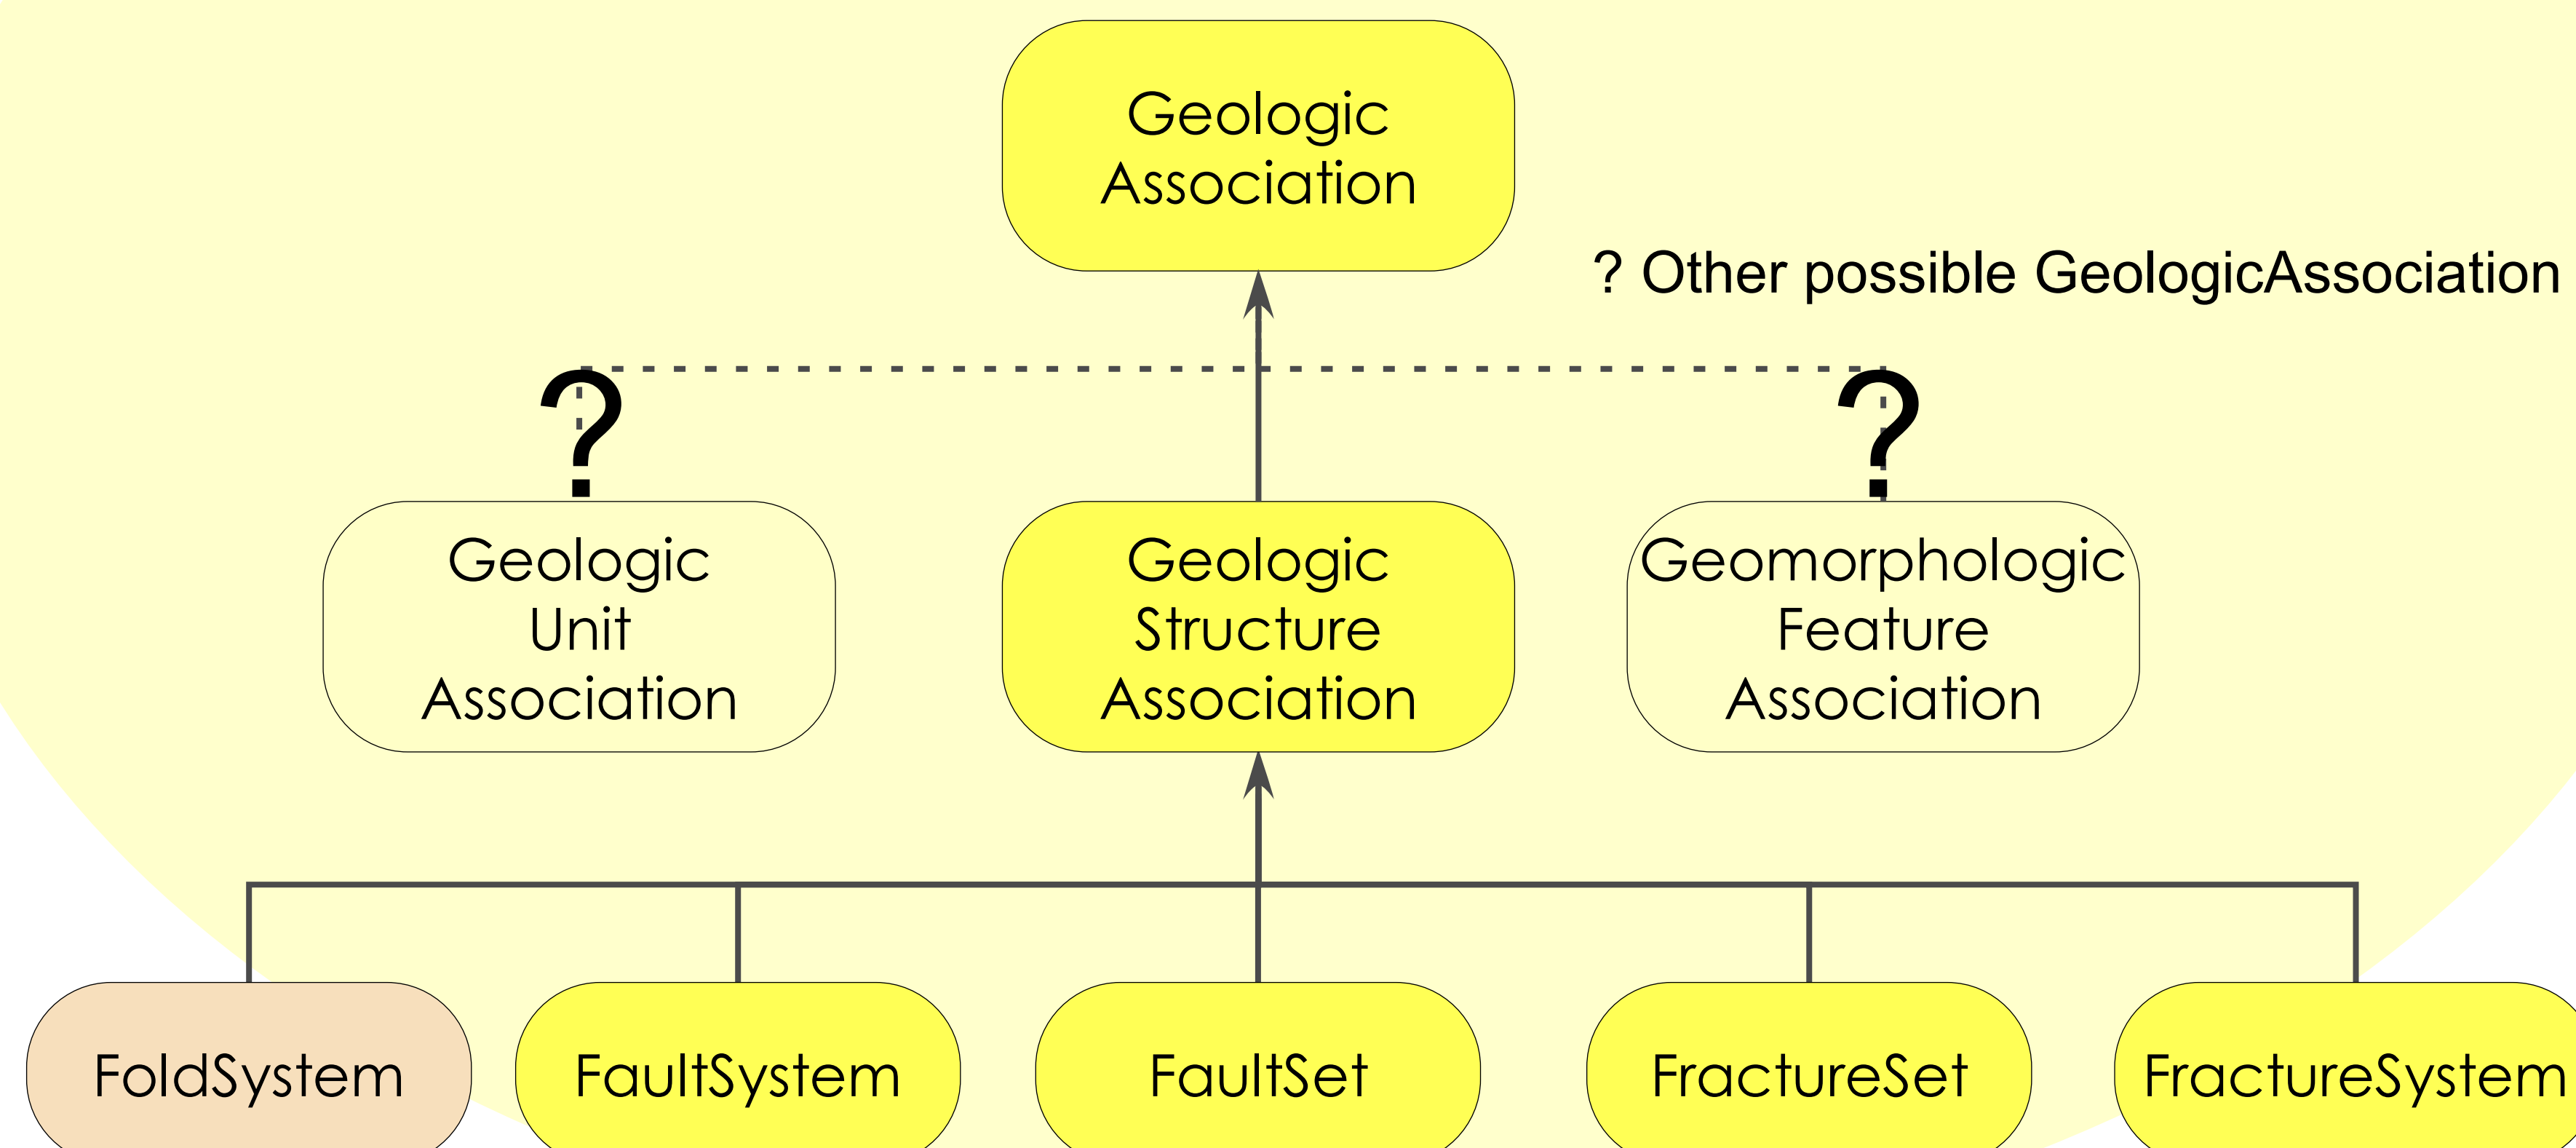 Geologic
Association
? Other possible GeologicAssociation
?
?
Geologic
Unit
Association
Geologic
Structure
Association
Geomorphologic
Feature
Association
FoldSystem
FaultSystem
FaultSet
FractureSet
FractureSystem